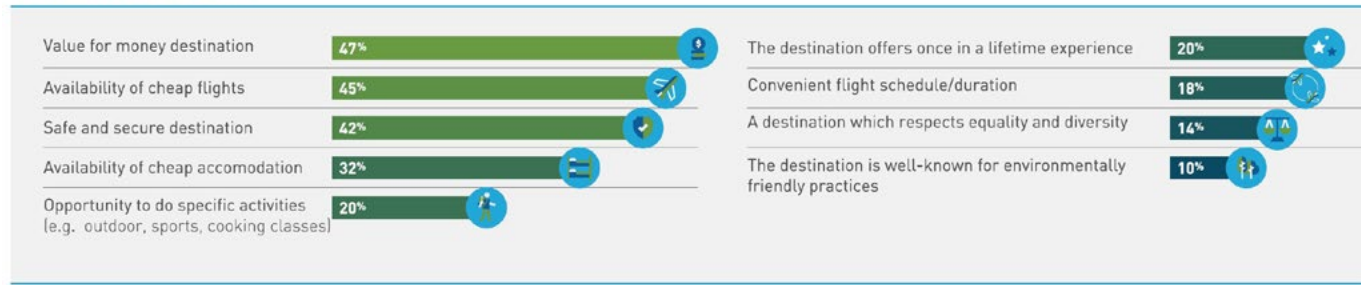 Value for money destination 47%
Availability of cheap flights 45%
Safe and secure destination 42%
Availability of cheap accomodation 32%
Opportunity to do specific activities 20%
(e.g. outdoor, sports, cooking classes)
The destination offers once in a lifetime experience 20%
Convenient flight schedule/duration 18%
A destination which respects equality and diversity 14%
The destination is well-known for environmentally 10%
friendly practices